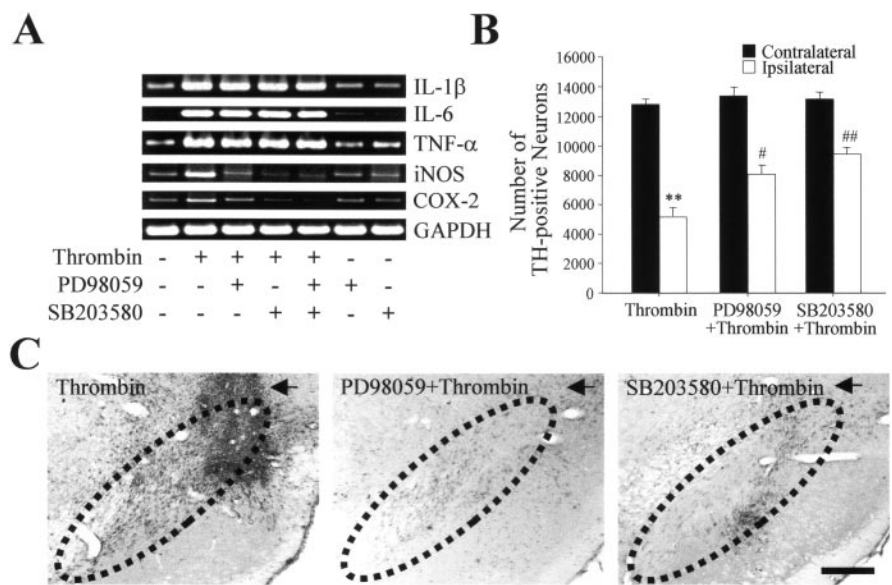 A
IL-1β
IL-6
TNF-α
iNOS
COX-2
GAPDH
Thrombin - + + + + - -
PD98059 - - + - + + -
SB203580 - - - + + - +
B
Contralateral
Ipsilateral
Number of
TH-positive Neurons
16000
14000
12000
10000
8000
6000
4000
2000
0
**
#
##
Thrombin
PD98059
+Thrombin
SB203580
+Thrombin
C
Thrombin
PD98059+Thrombin
SB203580+Thrombin